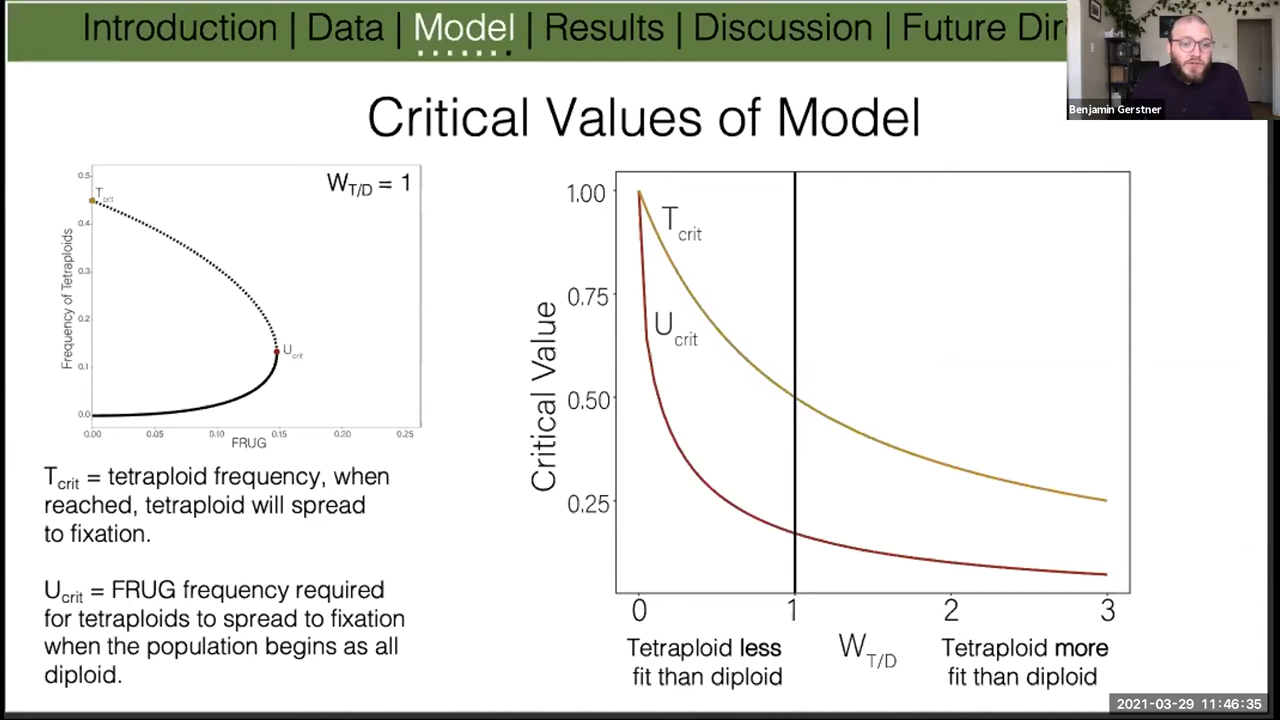 Introduction | Data | Model | Results | Discussion | Future Dir
Benjamin Gerstner
Critical Values of Model
W_T/D = 1
T_crit
U_crit
0.5
0.4
0.3
0.2
0.1
0.0
Frequency of Tetraploids
0.00 0.05 0.10 0.15 0.20 0.25
FRUG
T_crit = tetraploid frequency, when
reached, tetraploid will spread
to fixation.
U_crit = FRUG frequency required
for tetraploids to spread to fixation
when the population begins as all
diploid.
1.00
0.75
0.50
0.25
Critical Value
T_crit
U_crit
0 1 2 3
Tetraploid less
fit than diploid
W_T/D
Tetraploid more
fit than diploid
2021-03-29 11:46:35